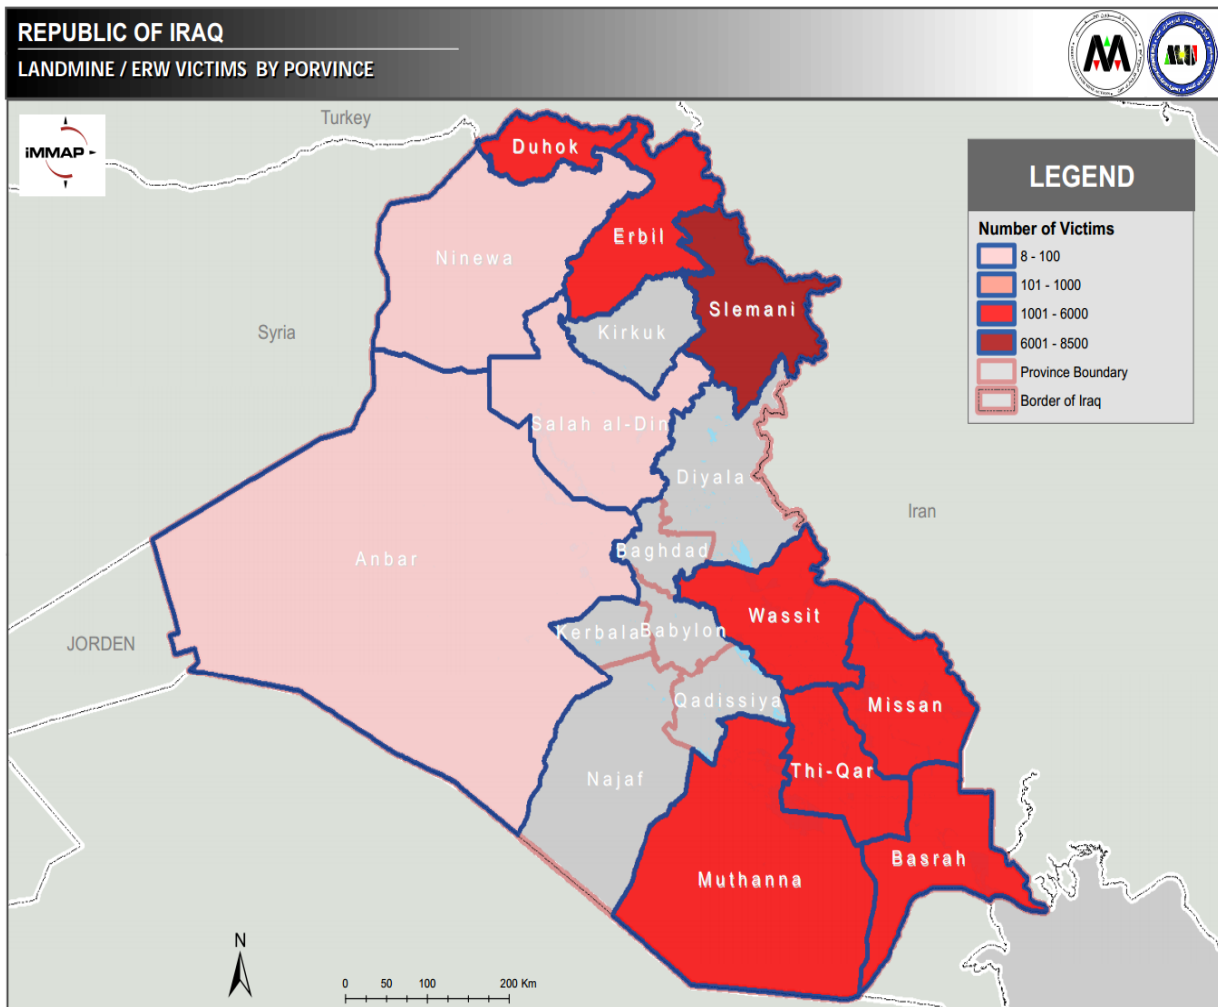 REPUBLIC OF IRAQ
LANDMINE / ERW VICTIMS BY PORVINCE
iMMAP
Turkey
Duhok
LEGEND
Number of Victims
8 - 100
101 - 1000
1001 - 6000
6001 - 8500
Province Boundary
Border of Iraq
Erbil
Ninewa
Slemani
Kirkuk
Syria
Salah al-Din
Diyala
Iran
Baghdad
Anbar
Wassit
Kerbala
Babylon
JORDEN
Qadissiya
Missan
Thi-Qar
Najaf
Basrah
Muthanna
N
0 50 100 200 Km